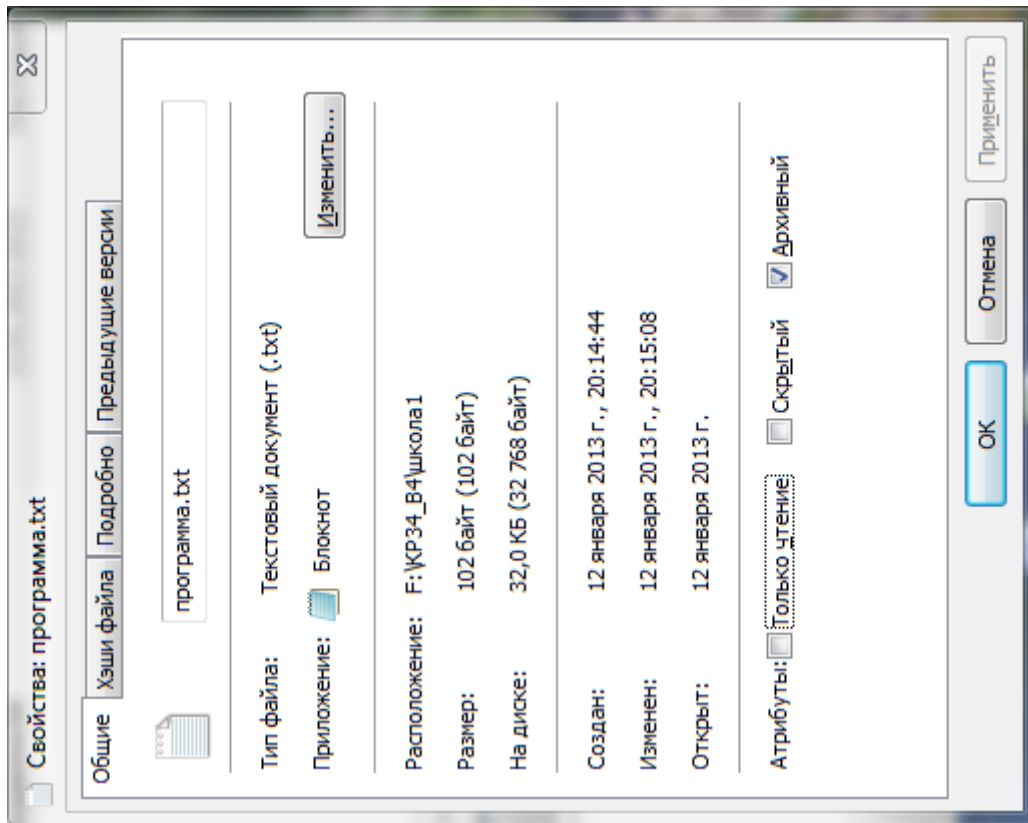 Свойства: программа.txt
Общие Хэши файла Подробно Предыдущие версии
программа.txt
Тип файла: Текстовый документ (.txt)
Приложение: Блокнот Изменить...
Расположение: F:\КР34_В4\школа1
Размер: 102 байт (102 байт)
На диске: 32,0 КБ (32 768 байт)
Создан: 12 января 2013 г., 20:14:44
Изменен: 12 января 2013 г., 20:15:08
Открыт: 12 января 2013 г.
Атрибуты: Только чтение Скрытый Архивный
ОК Отмена Применить